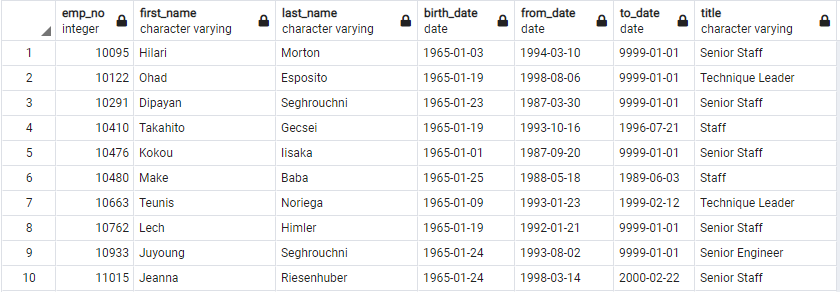 emp_no first_name last_name birth_date from_date to_date title
integer character varying character varying date date date character varying
1 10095 Hilari Morton 1965-01-03 1994-03-10 9999-01-01 Senior Staff
2 10122 Ohad Esposito 1965-01-19 1998-08-06 9999-01-01 Technique Leader
3 10291 Dipayan Seghrouchni 1965-01-23 1987-03-30 9999-01-01 Senior Staff
4 10410 Takahito Gecsei 1965-01-19 1993-10-16 1996-07-21 Staff
5 10476 Kokou Iisaka 1965-01-01 1987-09-20 9999-01-01 Senior Staff
6 10480 Make Baba 1965-01-25 1988-05-18 1989-06-03 Staff
7 10663 Teunis Noriega 1965-01-09 1993-01-23 1999-02-12 Technique Leader
8 10762 Lech Himler 1965-01-19 1992-01-21 9999-01-01 Senior Staff
9 10933 Juyoung Seghrouchni 1965-01-24 1993-08-02 9999-01-01 Senior Engineer
10 11015 Jeanna Riesenhuber 1965-01-24 1998-03-14 2000-02-22 Senior Staff